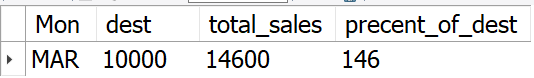 Mon dest total_sales precent_of_dest
MAR 10000 14600 146